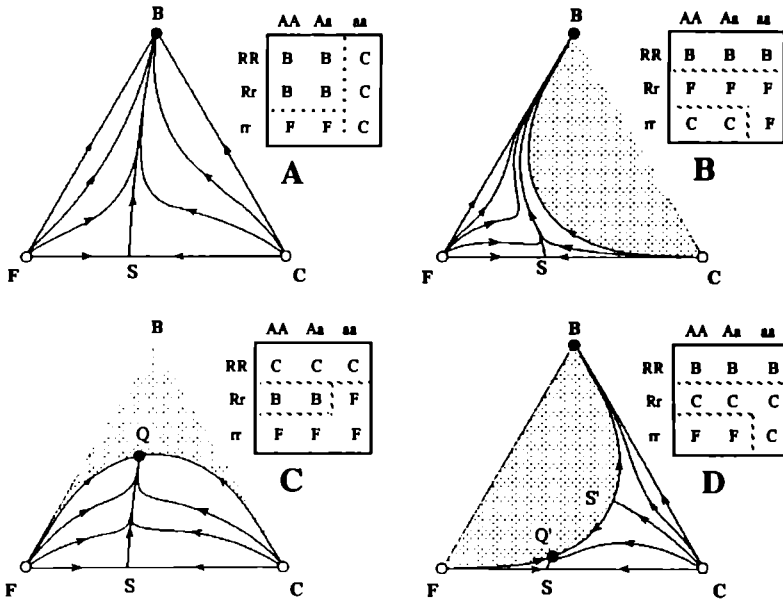 B
AA Aa aa
RR B B C
Rr B B C
rr F F C
A
F S C
B
AA Aa aa
RR B B B
Rr F F F
rr C C F
B
F S C
B
AA Aa aa
RR C C C
Rr B B F
rr F F F
Q
C
F S C
B
AA Aa aa
RR B B B
Rr C C C
rr F F C
S'
D
Q'
F S C